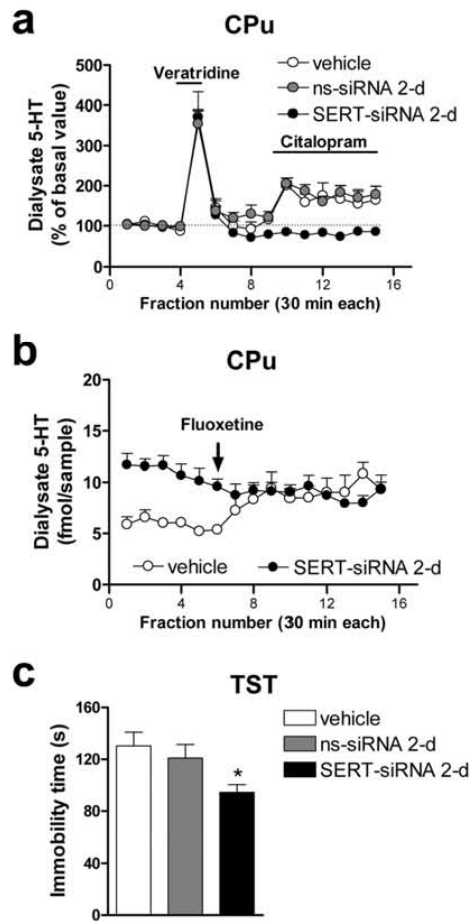 a
CPu
Veratridine
vehicle
ns-siRNA 2-d
SERT-siRNA 2-d
Citalopram
Dialysate 5-HT
(% of basal value)
500
400
300
200
100
0
0 4 8 12 16
Fraction number (30 min each)
b
CPu
Fluoxetine
Dialysate 5-HT
(fmol/sample)
20
15
10
5
0
vehicle SERT-siRNA 2-d
0 4 8 12 16
Fraction number (30 min each)
c
TST
Immobility time (s)
160
120
80
40
0
*
vehicle
ns-siRNA 2-d
SERT-siRNA 2-d